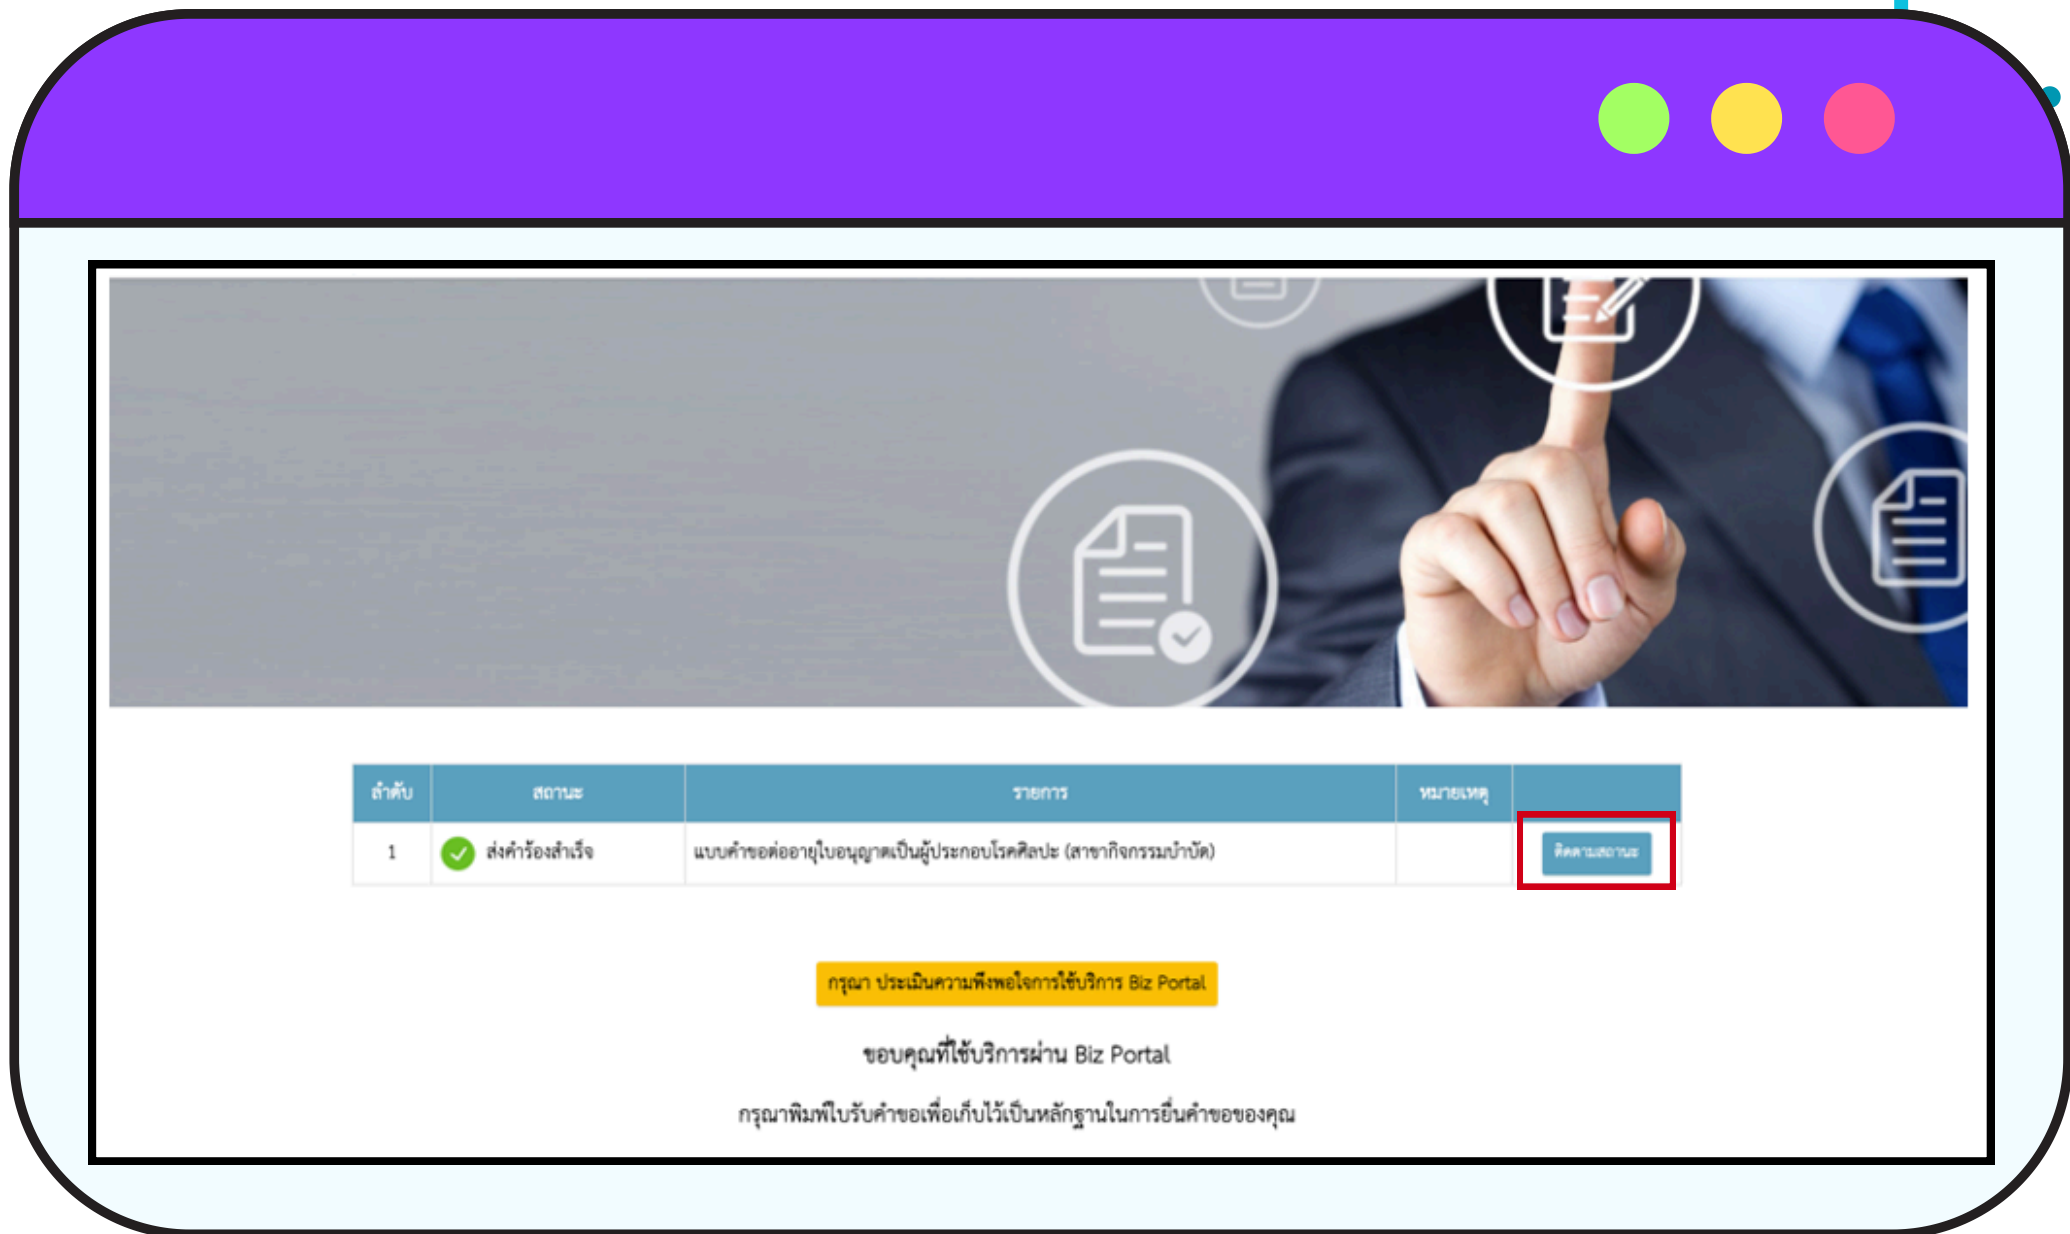 ลำดับ สถานะ รายการ หมายเหตุ
1 ส่งคำร้องสำเร็จ แบบคำขอต่ออายุใบอนุญาตเป็นผู้ประกอบโรคศิลปะ (สาขากิจกรรมบำบัด) ติดตามสถานะ
กรุณา ประเมินความพึงพอใจการใช้บริการ Biz Portal
ขอบคุณที่ใช้บริการผ่าน Biz Portal
กรุณาพิมพ์ใบรับคำขอเพื่อเก็บไว้เป็นหลักฐานในการยื่นคำขอของคุณ